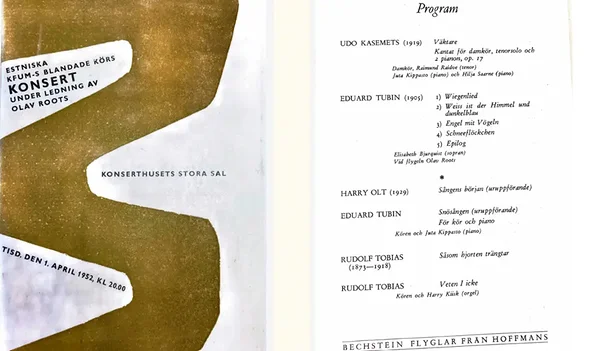 ESTNISKA
KFUM-S BLANDADE KÖRS
KONSERT
UNDER LEDNING AV
OLAV ROOTS
KONSERTHUSETS STORA SAL
TISD. DEN 1. APRIL 1952, KL 20.00
Program
UDO KASEMETS (1919) Väktare
Kantat för damkör, tenorsolo och
2 pianon, op. 17
Damkör, Raimund Raidoe (tenor)
Juta Kippasto (piano) och Hilja Saarne (piano)
EDUARD TUBIN (1905) 1) Wiegenlied
2) Weiss ist der Himmel und
dunkelblau
3) Engel mit Vögeln
4) Schneeflöckchen
5) Epilog
Elisabeth Bjurquist (sopran)
Vid flygeln Olav Roots
*
HARRY OLT (1929) Sångens början (uruppförande)
EDUARD TUBIN Snösången (uruppförande)
För kör och piano
Kören och Juta Kippasto (piano)
RUDOLF TOBIAS Såsom hjorten trängtar
(1873—1918)
RUDOLF TOBIAS Veten I icke
Kören och Harry Kiisk (orgel)
BECHSTEIN FLYGLAR FRÅN HOFFMANS